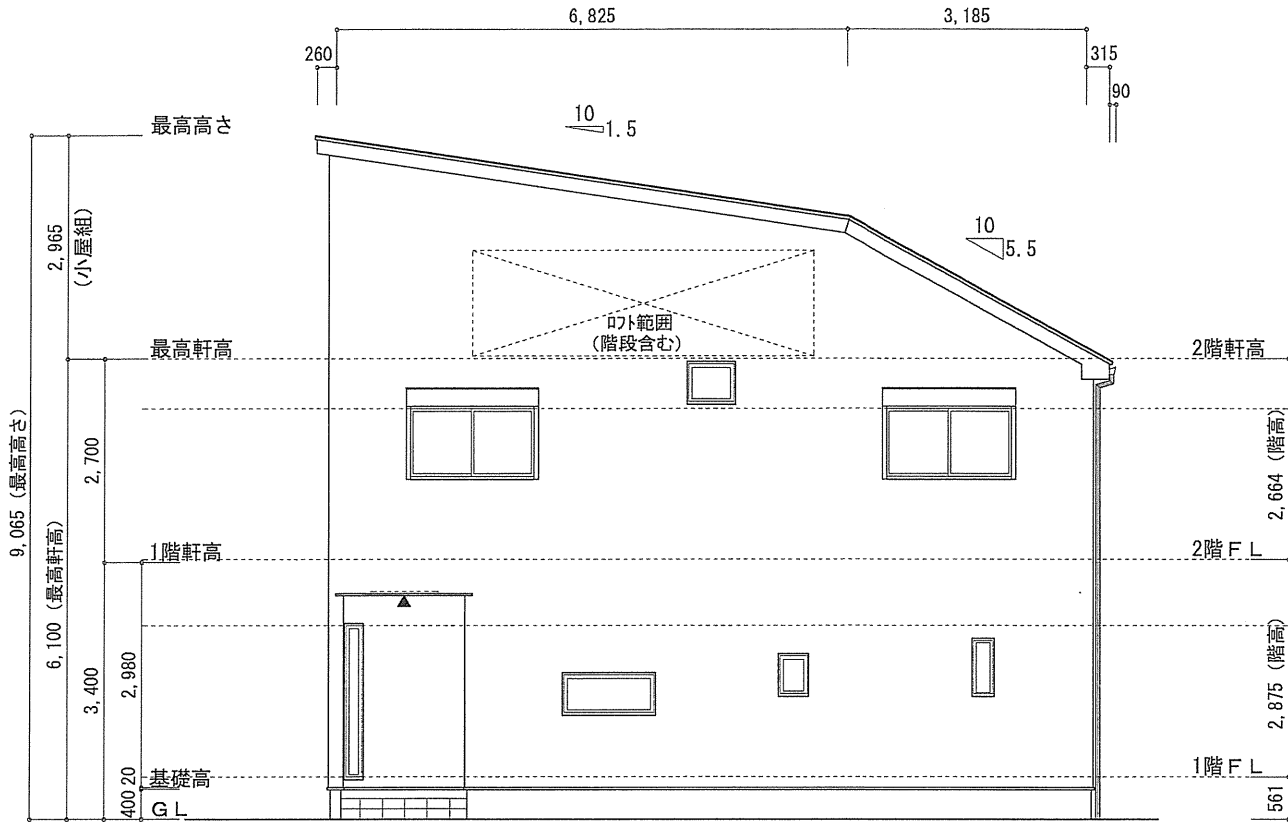 6,825
3,185
260
315
90
最高高さ
10
1.5
10
5.5
2,965
(小屋組)
ロフト範囲
(階段含む)
最高軒高
2階軒高
9,065 (最高高さ)
6,100 (最高軒高)
2,700
2,664 (階高)
1階軒高
2階ＦＬ
3,400
2,980
2,875 (階高)
20
基礎高
1階ＦＬ
400
ＧＬ
561